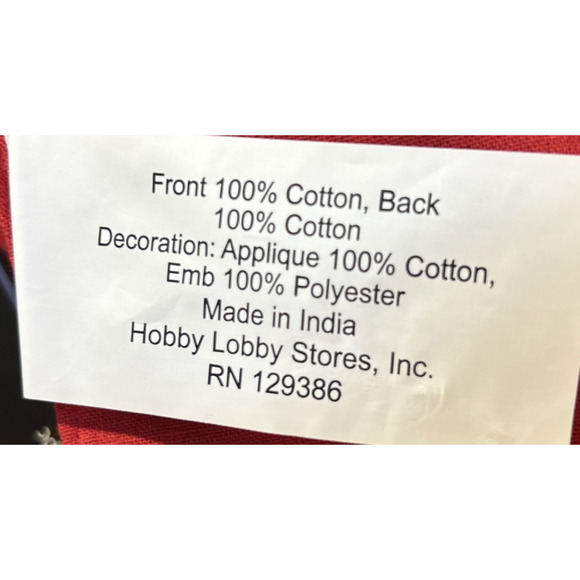 Front 100% Cotton, Back
100% Cotton
Decoration: Applique 100% Cotton,
Emb 100% Polyester
Made in India
Hobby Lobby Stores, Inc.
RN 129386